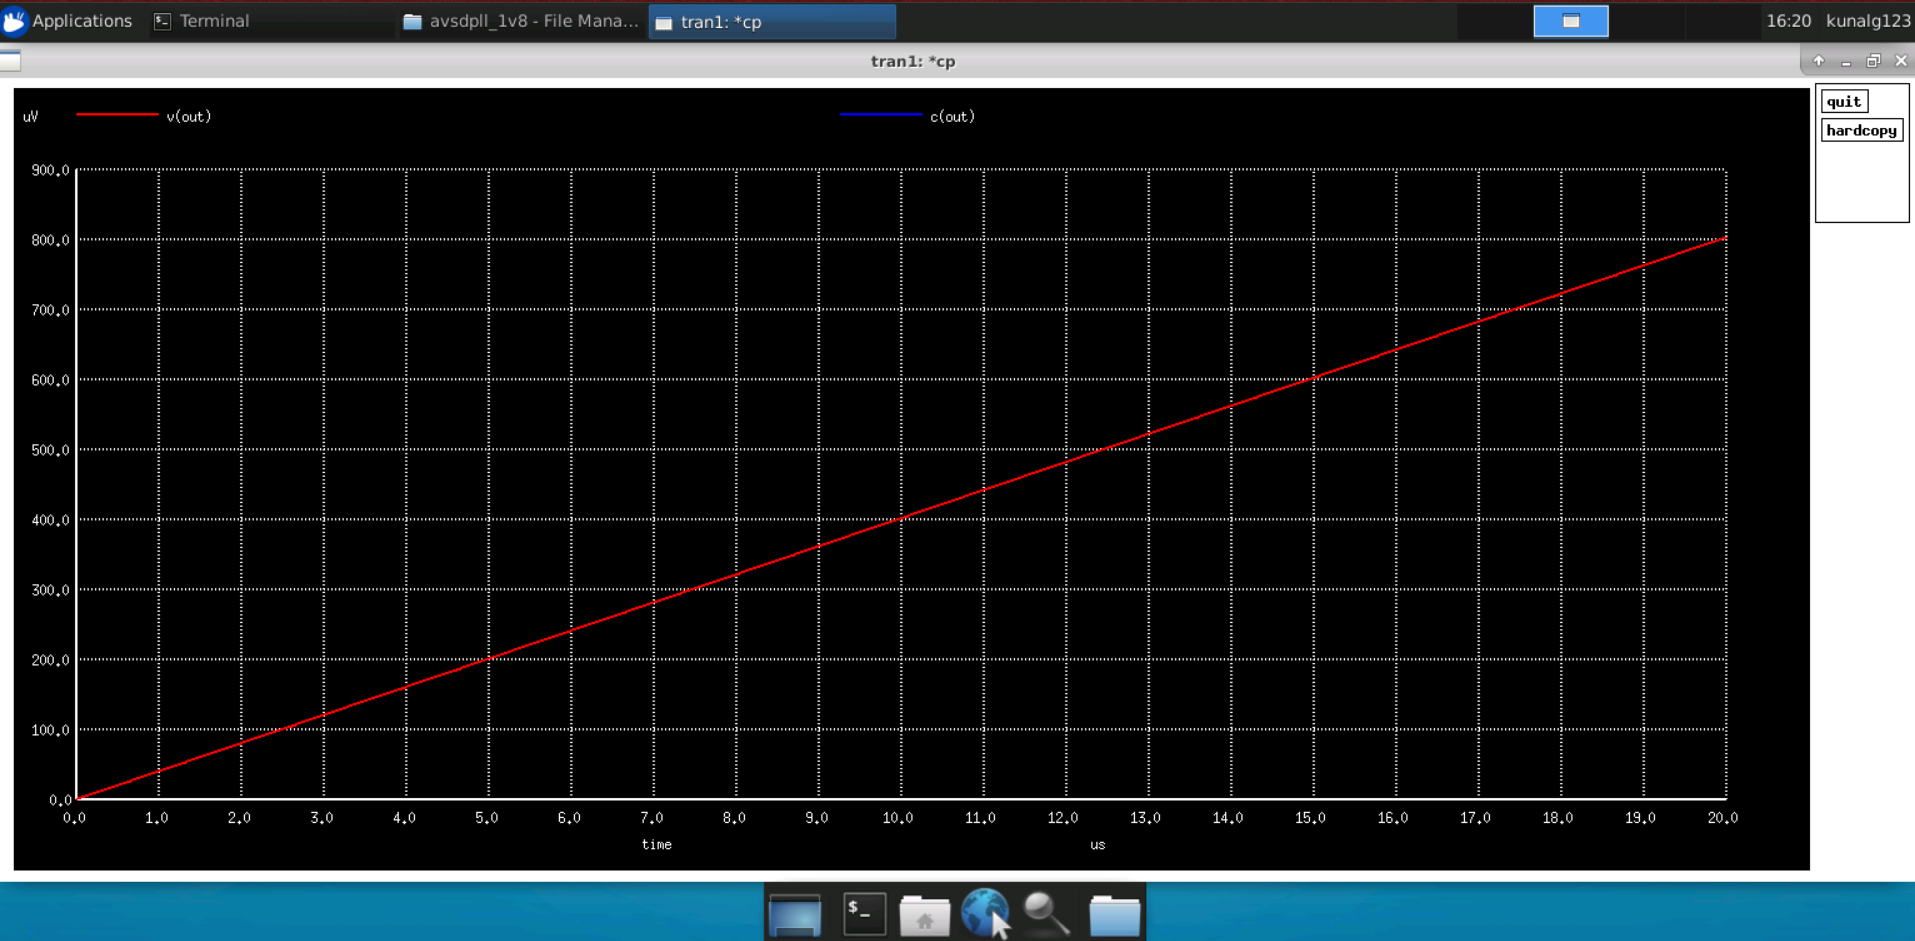 Applications
Terminal
avsdpll_1v8 - File Mana...
tran1: *cp
16:20
kunalg123
tran1: *cp
quit
hardcopy
uV
v(out)
c(out)
900.0
800.0
700.0
600.0
500.0
400.0
300.0
200.0
100.0
0.0
0.0 1.0 2.0 3.0 4.0 5.0 6.0 7.0 8.0 9.0 10.0 11.0 12.0 13.0 14.0 15.0 16.0 17.0 18.0 19.0 20.0
time
us
$_